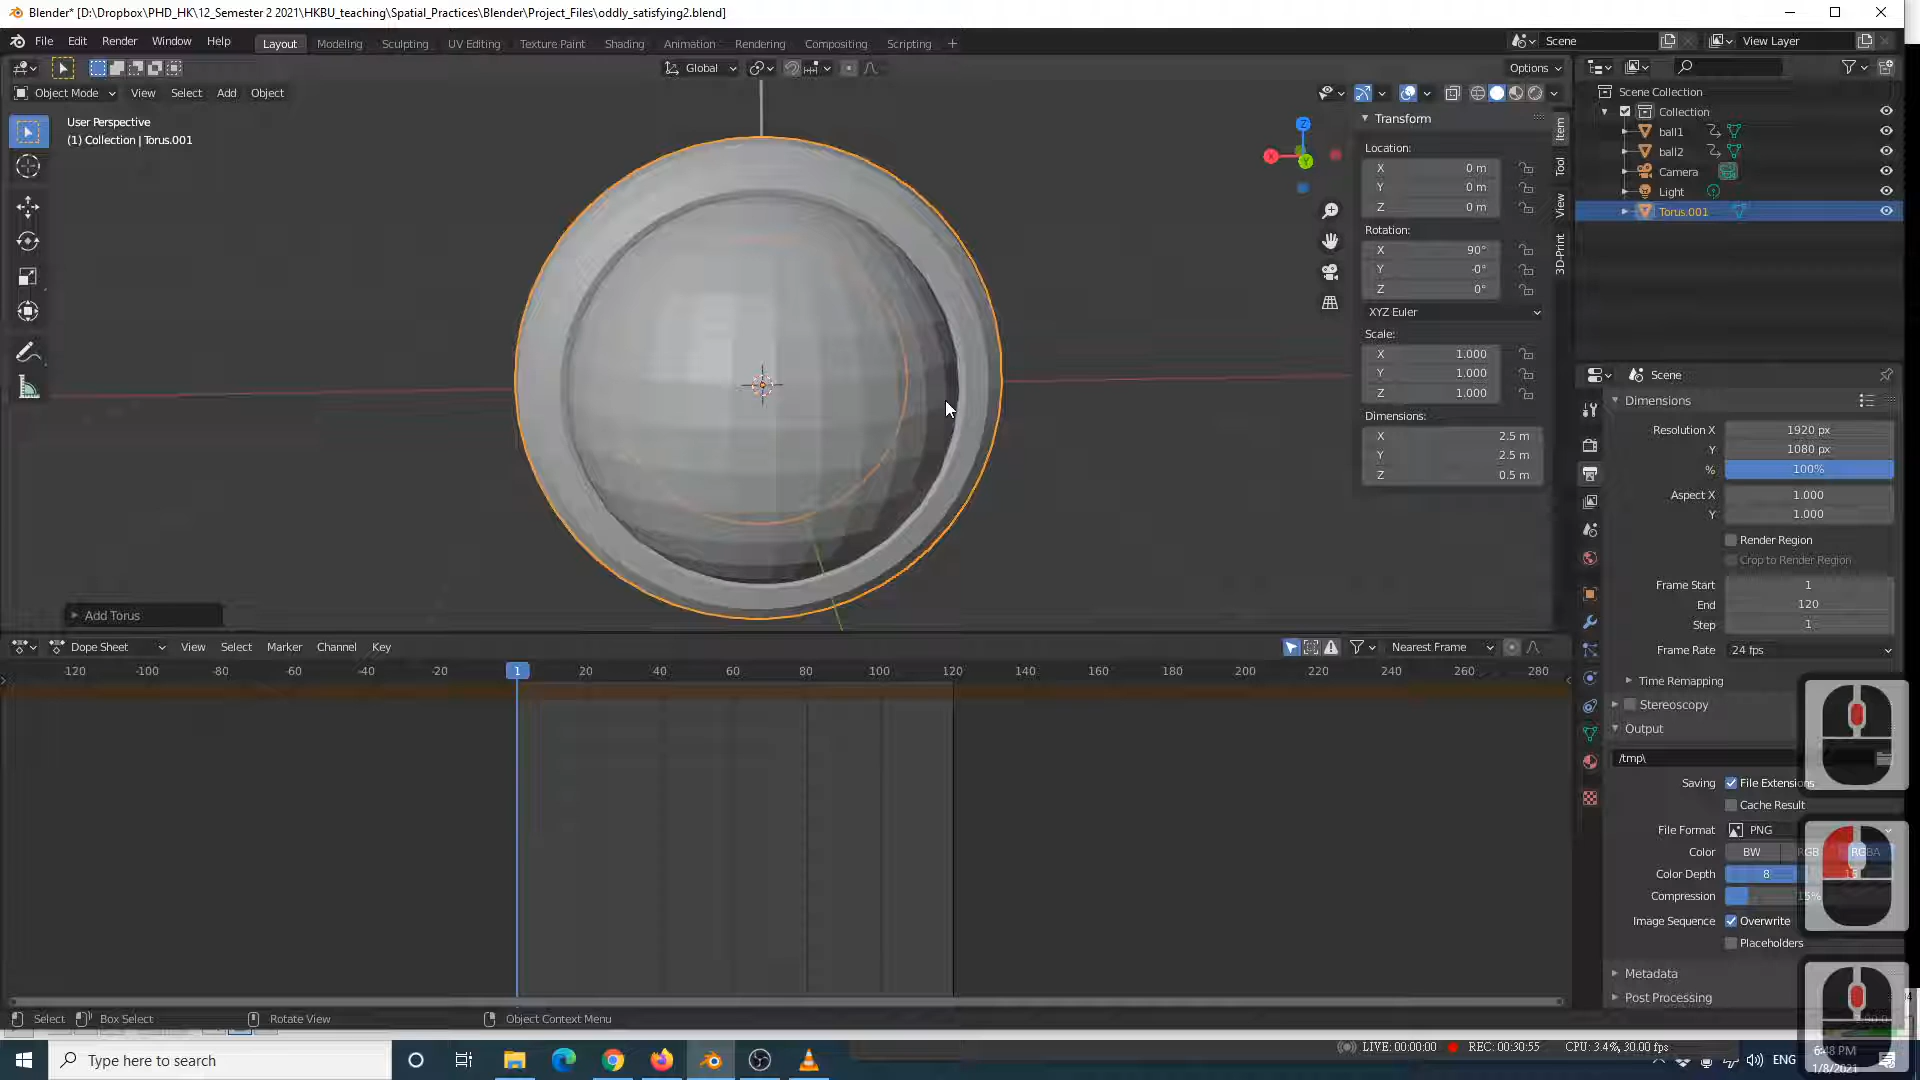 Blender* [D:\Dropbox\PHD_HK\12_Semester 2 2021\HKBU_teaching\Spatial_Practices\Blender\Project_Files\oddly_satisfying2.blend]
File Edit Render Window Help Layout Modeling Sculpting UV Editing Texture Paint Shading Animation Rendering Compositing Scripting + Scene View Layer
Global Options
Object Mode View Select Add Object
User Perspective
(1) Collection | Torus.001
Z
X
Y
Transform
Location:
X 0 m
Y 0 m
Z 0 m
Rotation:
X 90°
Y -0°
Z 0°
XYZ Euler
Scale:
X 1.000
Y 1.000
Z 1.000
Dimensions:
X 2.5 m
Y 2.5 m
Z 0.5 m
Item
Tool
View
3D-Print
Scene Collection
Collection
ball1
ball2
Camera
Light
Torus.001
Scene
Dimensions
Resolution X 1920 px
Y 1080 px
% 100%
Aspect X 1.000
Y 1.000
Render Region
Crop to Render Region
Frame Start 1
End 120
Step 1
Frame Rate 24 fps
Time Remapping
Stereoscopy
Output
/tmp\
Saving File Extensions
Cache Result
File Format PNG
Color BW RGB RGBA
Color Depth 8
Compression 15%
Image Sequence Overwrite
Placeholders
Metadata
Post Processing
Add Torus
Dope Sheet View Select Marker Channel Key Nearest Frame
-120 -100 -80 -60 -40 -20 1 20 40 60 80 100 120 140 160 180 200 220 240 260 280
Select Box Select Rotate View Object Context Menu
Type here to search
LIVE: 00:00:00 REC: 00:30:55 CPU: 3.4%, 30.00 fps
ENG
6:48 PM
1/8/2021